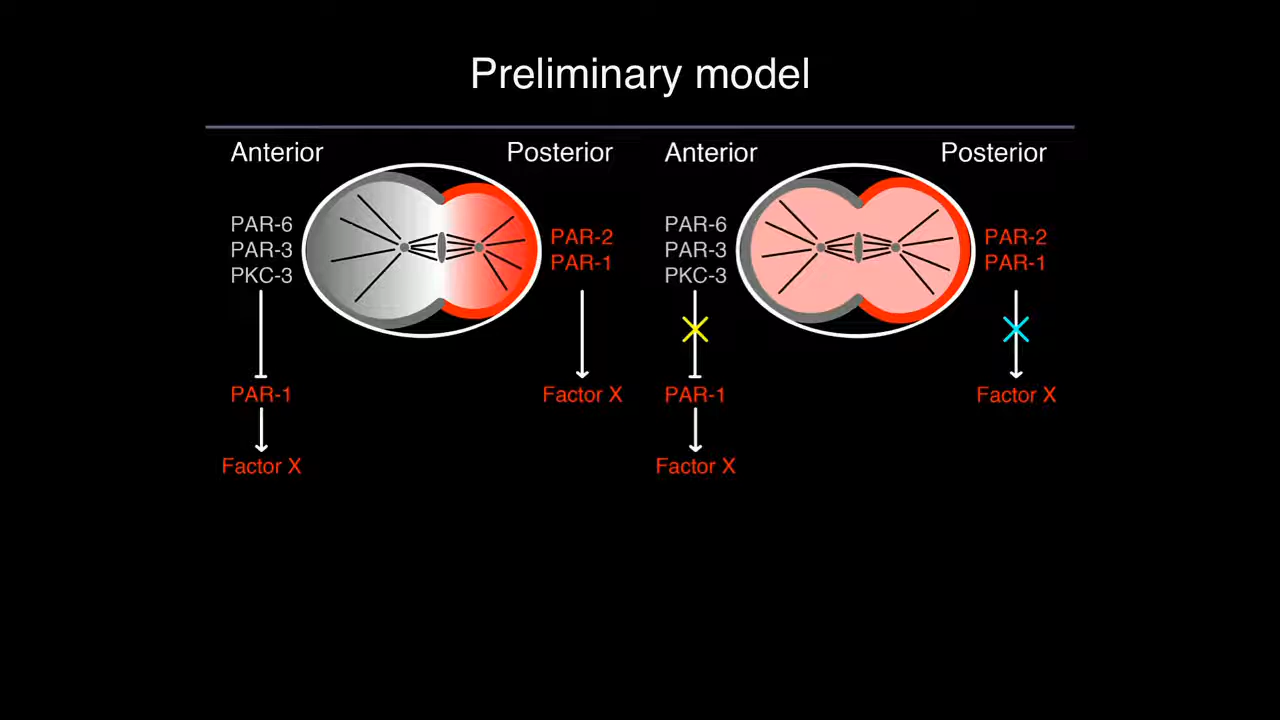 Preliminary model
Anterior
Posterior
PAR-6
PAR-3
PKC-3
PAR-2
PAR-1
PAR-1
Factor X
Factor X
Anterior
Posterior
PAR-6
PAR-3
PKC-3
PAR-2
PAR-1
PAR-1
Factor X
Factor X